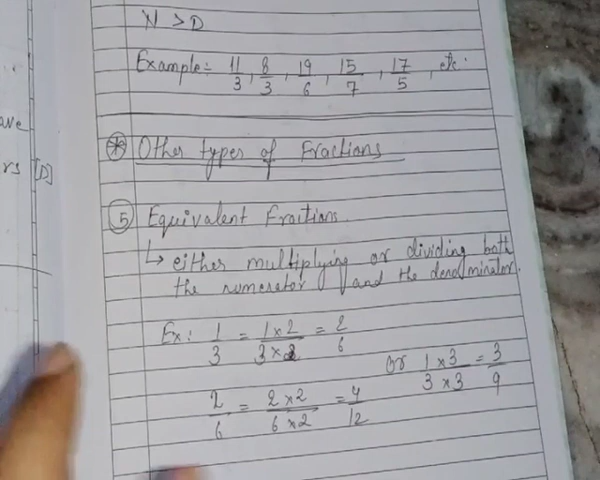 N > D
Example:- 11/3, 8/3, 19/6, 15/7, 17/5, etc.
ave
rs [D]
* Other types of Fractions
5 Equivalent Fractions.
↳ either multiplying or dividing both
the numerator and the denominator.
Ex: 1/3 = 1×2/3×2 = 2/6
or 1×3/3×3 = 3/9
2/6 = 2×2/6×2 = 4/12